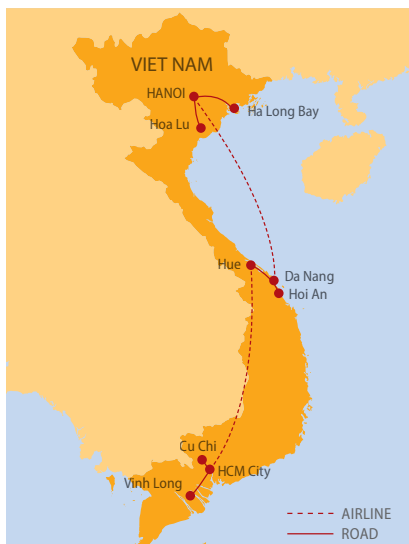 VIET NAM
HANOI
Ha Long Bay
Hoa Lu
Hue
Da Nang
Hoi An
Cu Chi
HCM City
Vinh Long
AIRLINE
ROAD